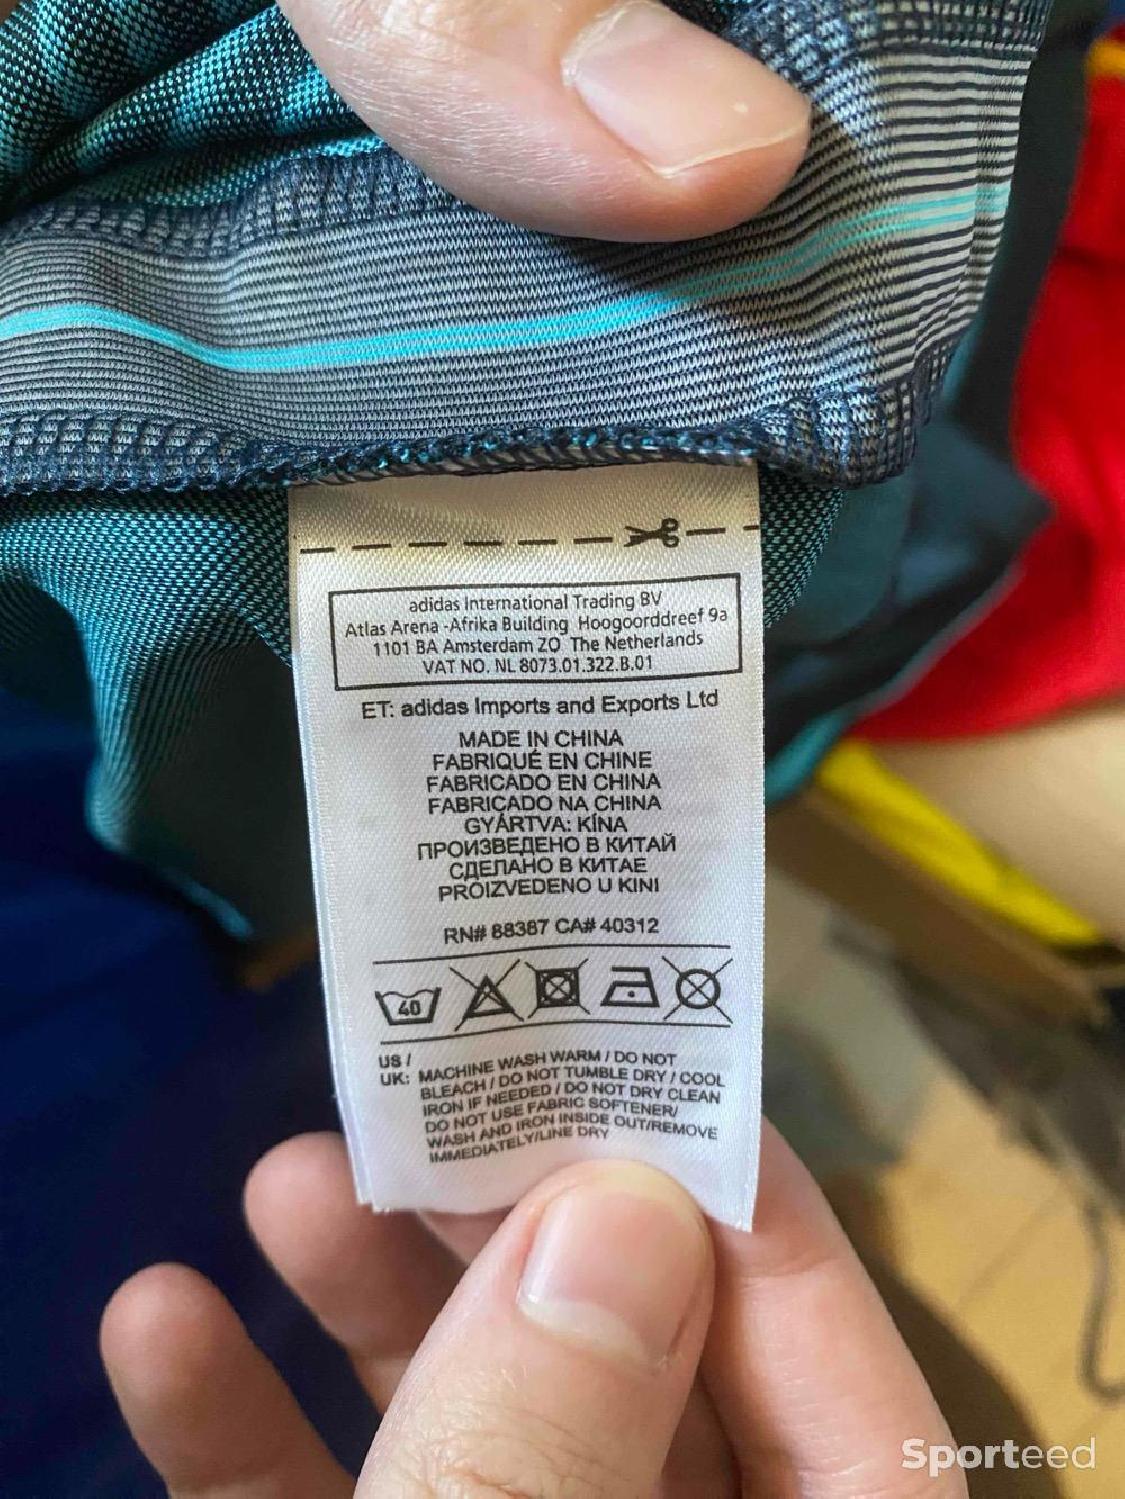 adidas International Trading BV
Atlas Arena -Afrika Building Hoogoorddreef 9a
1101 BA Amsterdam ZO The Netherlands
VAT NO. NL 8073.01.322.B.01
ET: adidas Imports and Exports Ltd
MADE IN CHINA
FABRIQUÉ EN CHINE
FABRICADO EN CHINA
FABRICADO NA CHINA
GYÁRTVA: KÍNA
ПРОИЗВЕДЕНО В КИТАЙ
СДЕЛАНО В КИТАЕ
PROIZVEDENO U KINI
RN# 88387 CA# 40312
40
US /
UK: MACHINE WASH WARM / DO NOT
BLEACH / DO NOT TUMBLE DRY / COOL
IRON IF NEEDED / DO NOT DRY CLEAN
DO NOT USE FABRIC SOFTENER/
WASH AND IRON INSIDE OUT/REMOVE
IMMEDIATELY/LINE DRY
Sporteed